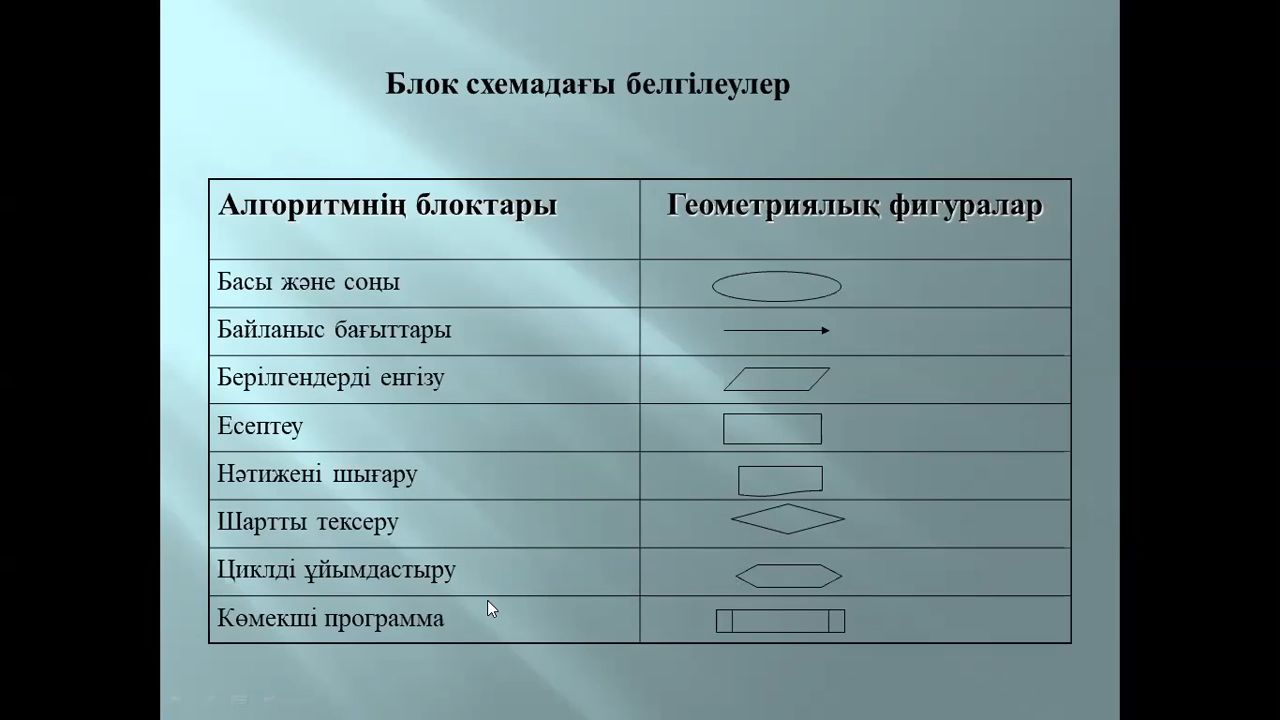 Блок схемадағы белгілеулер
Алгоритмнің блоктары
Геометриялық фигуралар
Басы және соңы
Байланыс бағыттары
Берілгендерді енгізу
Есептеу
Нәтижені шығару
Шартты тексеру
Циклді ұйымдастыру
Көмекші программа